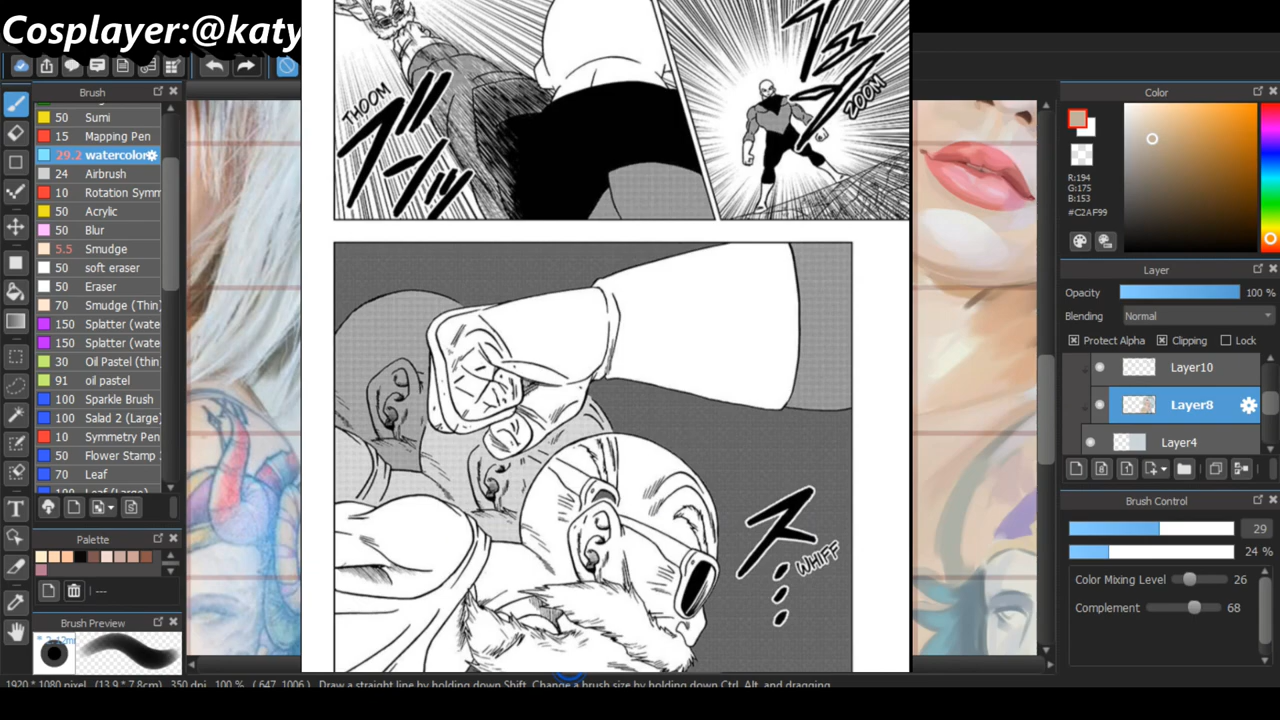 Cosplayer:@katy
Brush
50 Sumi
15 Mapping Pen
29.2 watercolor
24 Airbrush
10 Rotation Symm
50 Acrylic
50 Blur
5.5 Smudge
50 soft eraser
50 Eraser
70 Smudge (Thin)
150 Splatter (wate
150 Splatter (wate
30 Oil Pastel (thin
91 oil pastel
100 Sparkle Brush
100 Salad 2 (Large)
10 Symmetry Pen
50 Flower Stamp
70 Leaf
100 Leaf (Large)
Palette
---
Brush Preview
THOOM
ZOOM
WHIFF
Color
R:194
G:175
B:153
#C2AF99
Layer
Opacity 100 %
Blending Normal
Protect Alpha Clipping Lock
Layer10
Layer8
Layer4
Brush Control
29
24 %
Color Mixing Level 26
Complement 68
1920 * 1080 pixel (13.9 * 7.8cm) 350 dpi 100 % ( 647, 1006 ) Draw a straight line by holding down Shift, Change a brush size by holding down Ctrl, Alt, and dragging